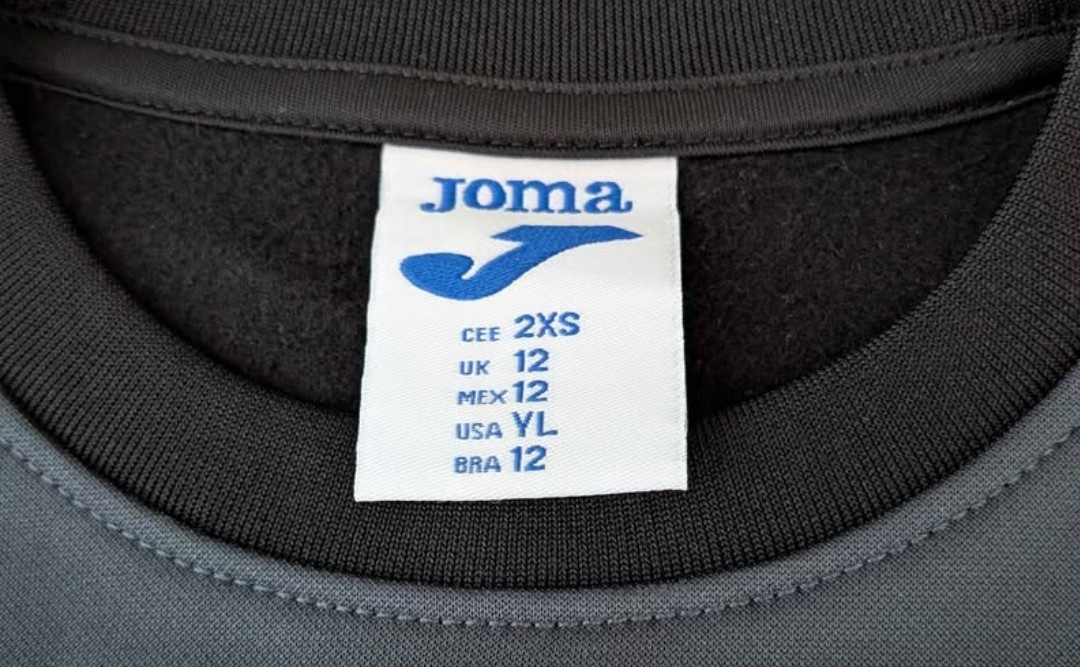 Joma
CEE 2XS
UK 12
MEX 12
USA YL
BRA 12